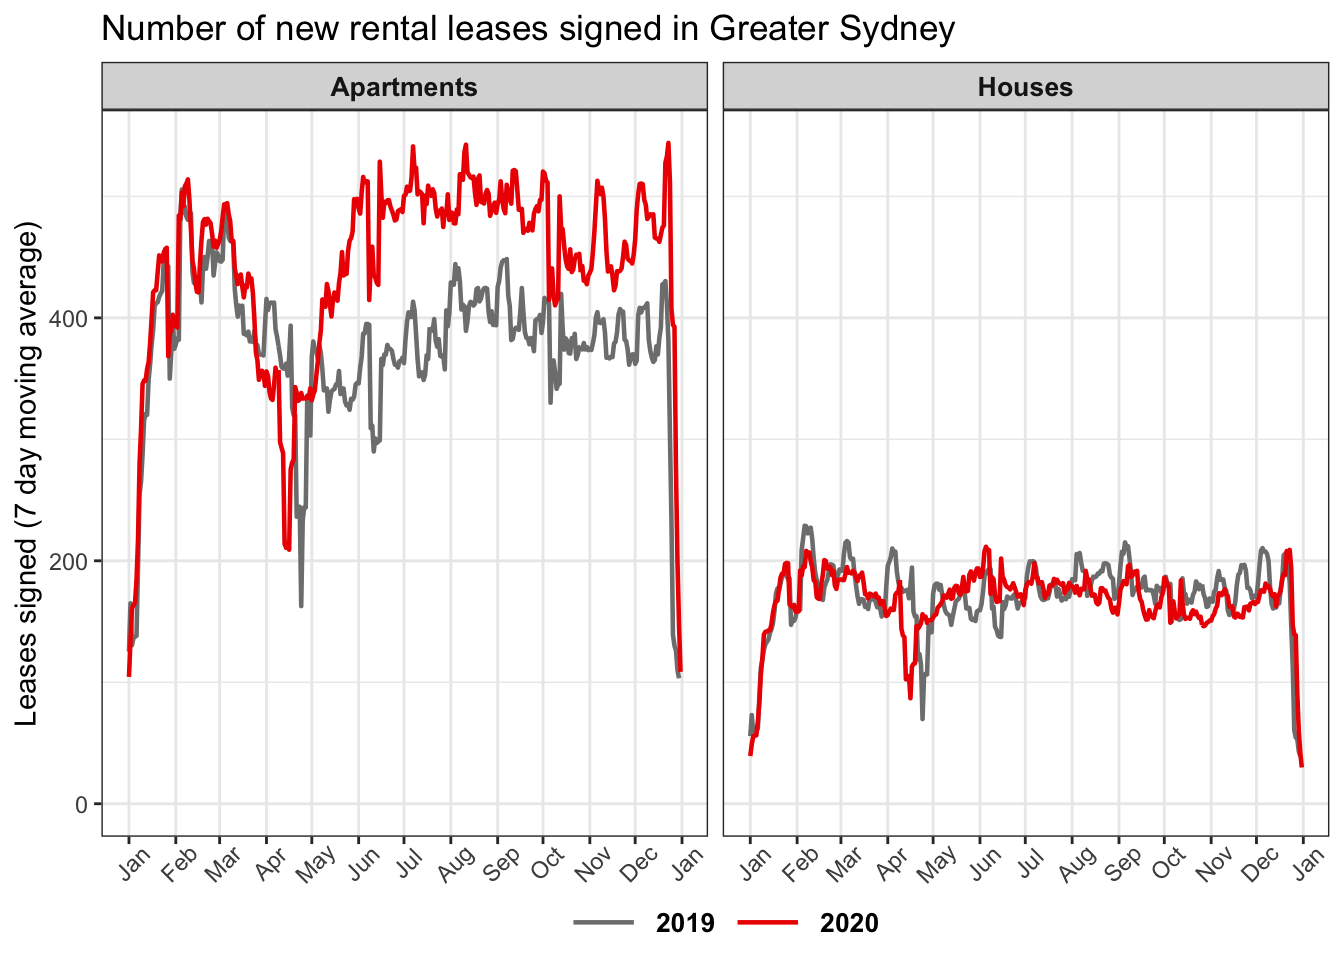 Number of new rental leases signed in Greater Sydney
Apartments
Houses
Leases signed (7 day moving average)
400
200
0
Jan Feb Mar Apr May Jun Jul Aug Sep Oct Nov Dec Jan
Jan Feb Mar Apr May Jun Jul Aug Sep Oct Nov Dec Jan
2019 2020